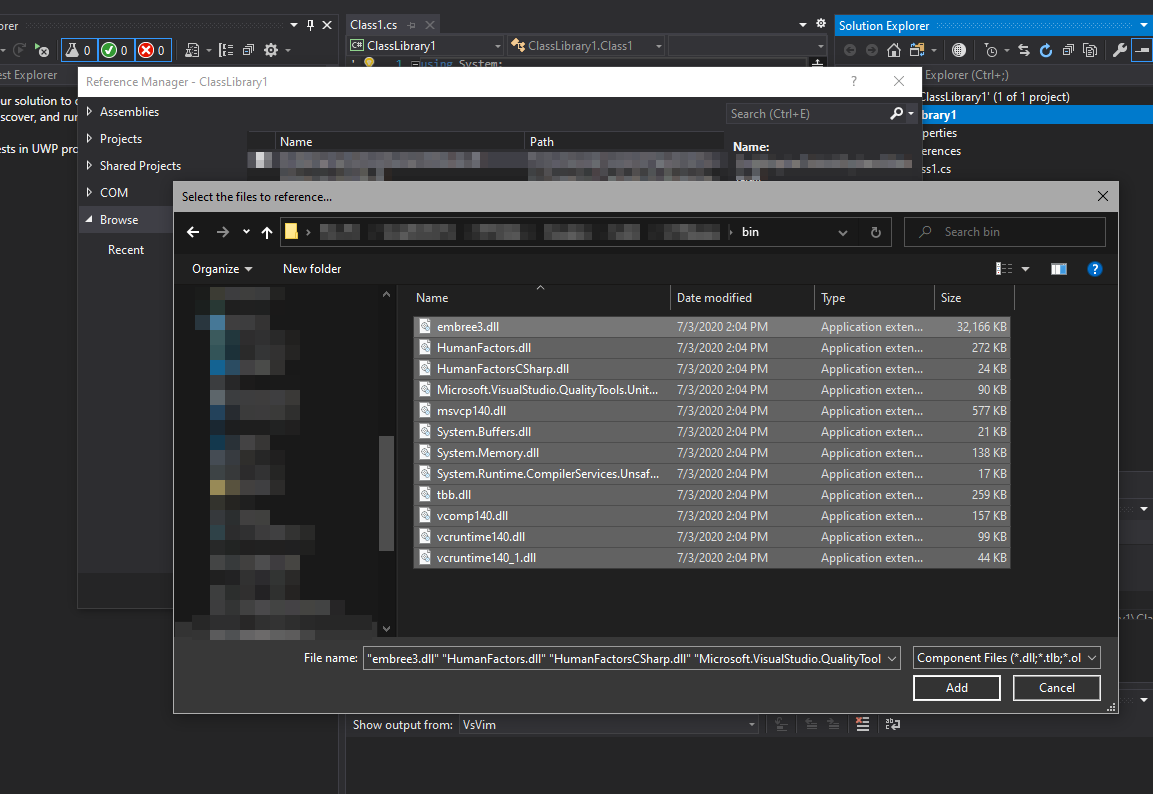 orer
Class1.cs
Solution Explorer
0 0 0
C# ClassLibrary1
ClassLibrary1.Class1
est Explorer
1 using System;
Explorer (Ctrl+;)
Reference Manager - ClassLibrary1
?
our solution to
ClassLibrary1' (1 of 1 project)
Assemblies
Search (Ctrl+E)
brary1
scover, and run
Projects
Name
Path
Name:
perties
ests in UWP pro
erences
Shared Projects
ss1.cs
COM
Select the files to reference...
Browse
bin
Search bin
Recent
Organize
New folder
?
Name
Date modified
Type
Size
embree3.dll 7/3/2020 2:04 PM Application exten... 32,166 KB
HumanFactors.dll 7/3/2020 2:04 PM Application exten... 272 KB
HumanFactorsCSharp.dll 7/3/2020 2:04 PM Application exten... 24 KB
Microsoft.VisualStudio.QualityTools.Unit... 7/3/2020 2:04 PM Application exten... 90 KB
msvcp140.dll 7/3/2020 2:04 PM Application exten... 577 KB
System.Buffers.dll 7/3/2020 2:04 PM Application exten... 21 KB
System.Memory.dll 7/3/2020 2:04 PM Application exten... 138 KB
System.Runtime.CompilerServices.Unsaf... 7/3/2020 2:04 PM Application exten... 17 KB
tbb.dll 7/3/2020 2:04 PM Application exten... 259 KB
vcomp140.dll 7/3/2020 2:04 PM Application exten... 157 KB
vcruntime140.dll 7/3/2020 2:04 PM Application exten... 99 KB
vcruntime140_1.dll 7/3/2020 2:04 PM Application exten... 44 KB
File name: "embree3.dll" "HumanFactors.dll" "HumanFactorsCSharp.dll" "Microsoft.VisualStudio.QualityTool
Component Files (*.dll;*.tlb;*.ol
Add
Cancel
Show output from: VsVim